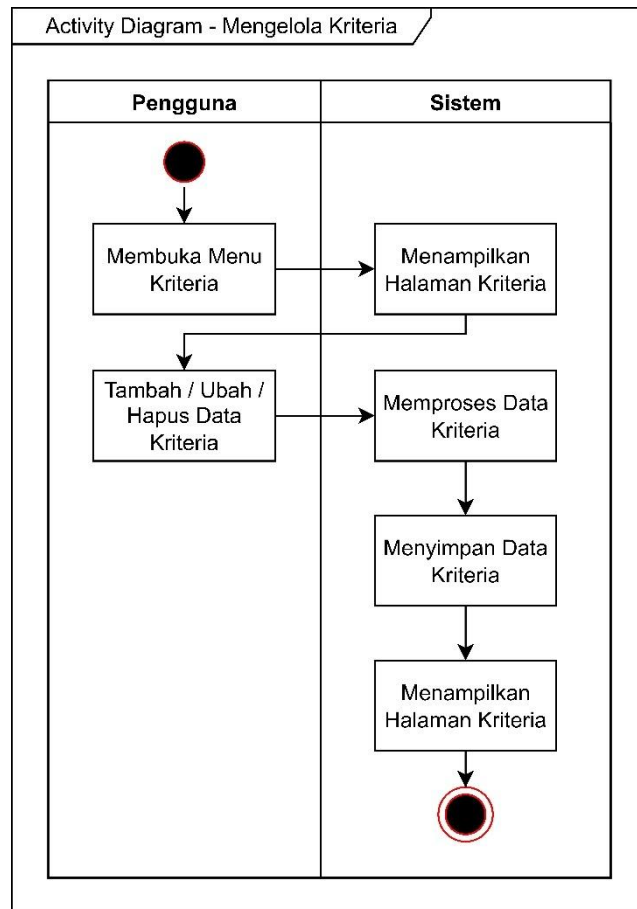 Activity Diagram - Mengelola Kriteria
Pengguna
Sistem
Membuka Menu
Kriteria
Menampilkan
Halaman Kriteria
Tambah / Ubah /
Hapus Data
Kriteria
Memproses Data
Kriteria
Menyimpan Data
Kriteria
Menampilkan
Halaman Kriteria